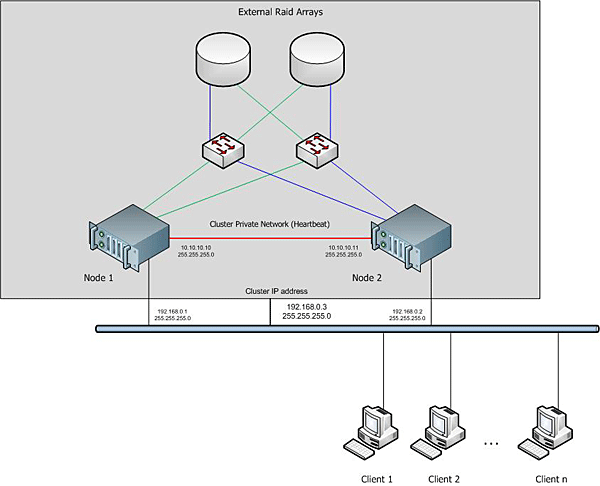 External Raid Arrays
Cluster Private Network (Heartbeat)
10.10.10.10
255.255.255.0
10.10.10.11
255.255.255.0
Node 1
Node 2
Cluster IP address
192.168.0.1
255.255.255.0
192.168.0.3
255.255.255.0
192.168.0.2
255.255.255.0
...
Client 1
Client 2
Client n